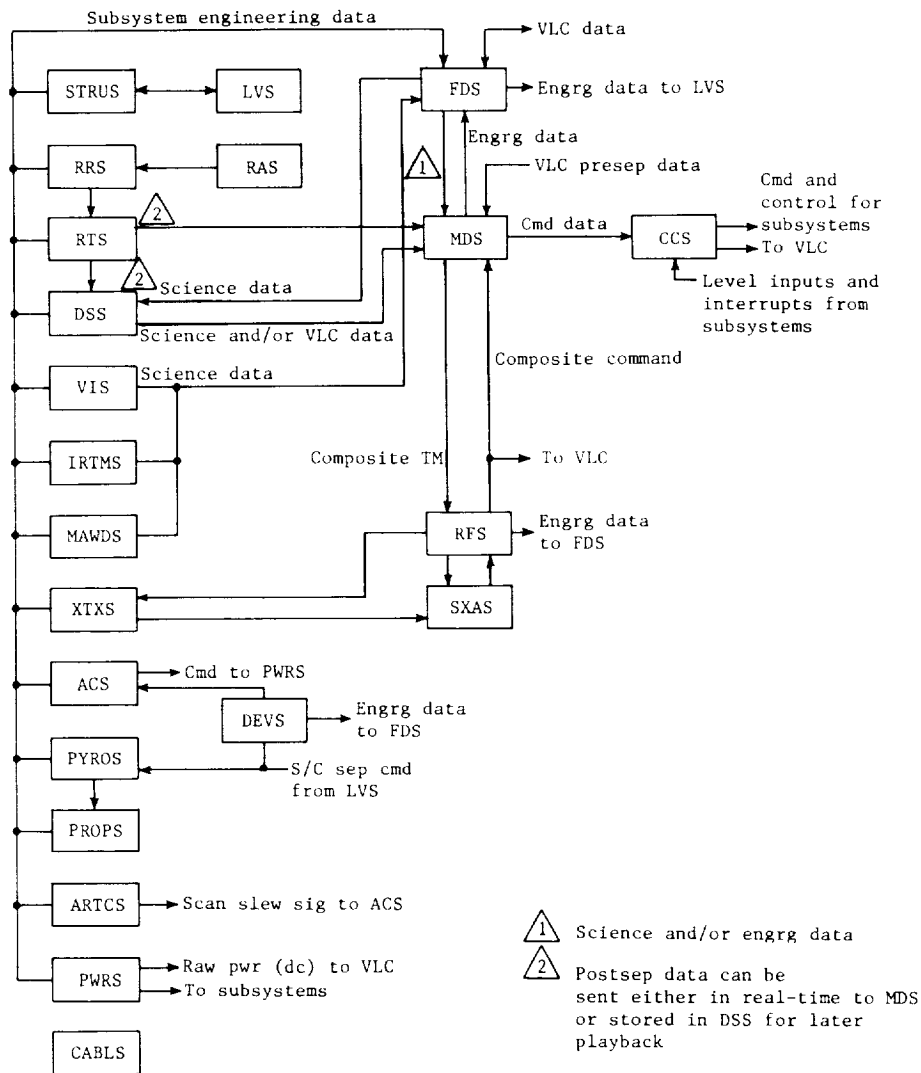 Subsystem engineering data
VLC data
STRUS
LVS
FDS
Engrg data to LVS
Engrg data
RRS
RAS
1
VLC presep data
Cmd and
control for
subsystems
2
RTS
MDS
Cmd data
CCS
To VLC
2
Science data
DSS
Level inputs and
interrupts from
subsystems
Science and/or VLC data
Composite command
VIS
Science data
IRTMS
Composite TM
To VLC
MAWDS
RFS
Engrg data
to FDS
XTXS
SXAS
ACS
Cmd to PWRS
DEVS
Engrg data
to FDS
PYROS
S/C sep cmd
from LVS
PROPS
ARTCS
Scan slew sig to ACS
1 Science and/or engrg data
PWRS
Raw pwr (dc) to VLC
To subsystems
2 Postsep data can be
sent either in real-time to MDS
or stored in DSS for later
playback
CABLS